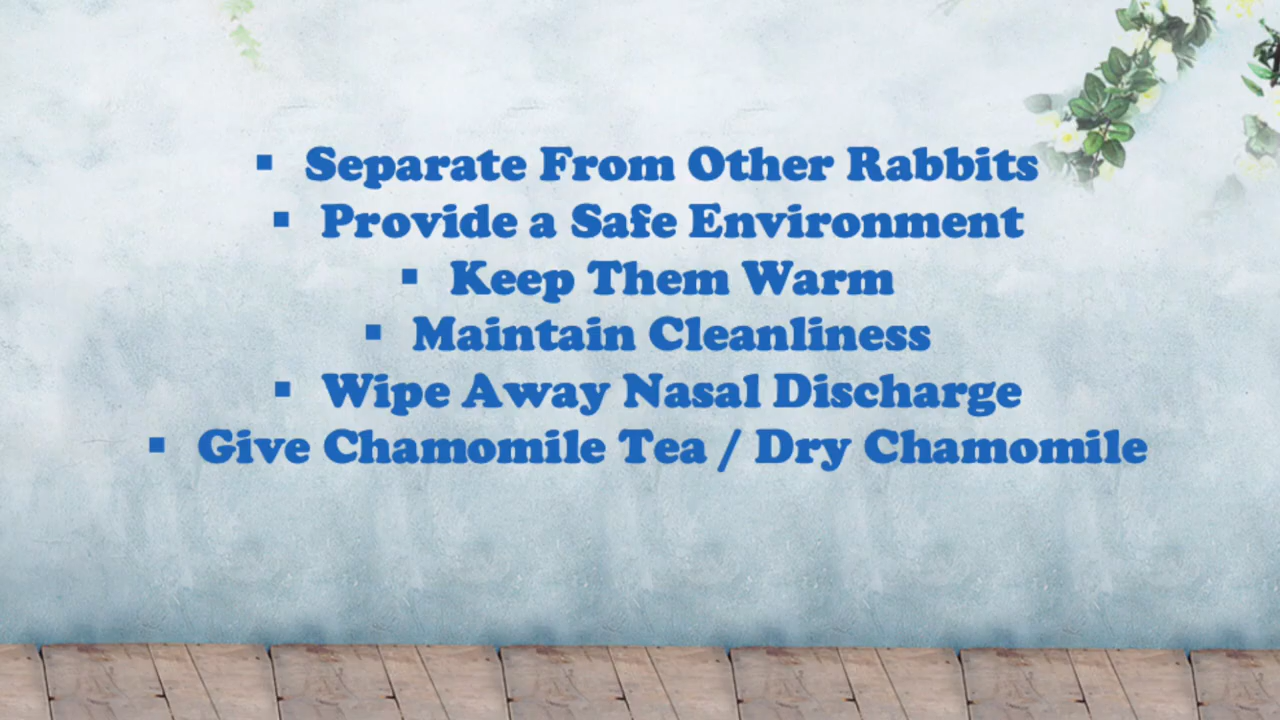 ▪ Separate From Other Rabbits
▪ Provide a Safe Environment
▪ Keep Them Warm
▪ Maintain Cleanliness
▪ Wipe Away Nasal Discharge
▪ Give Chamomile Tea / Dry Chamomile